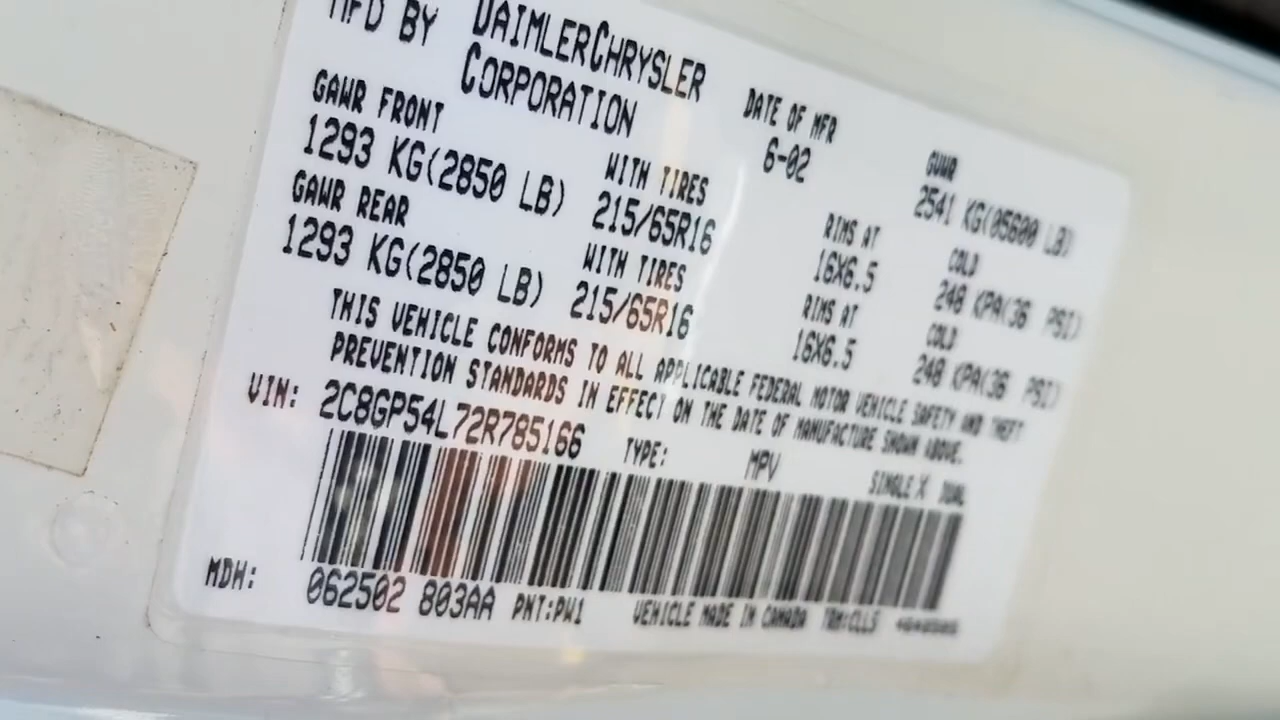 MFD BY DAIMLERCHRYSLER
CORPORATION
DATE OF MFR
6-02
GVWR
2541 KG(05600 LB)
GAWR FRONT
1293 KG(2850 LB)
WITH TIRES
215/65R16
RIMS AT
16X6.5
COLD
248 KPA(36 PSI)
GAWR REAR
1293 KG(2850 LB)
WITH TIRES
215/65R16
RIMS AT
16X6.5
COLD
248 KPA(36 PSI)
THIS VEHICLE CONFORMS TO ALL APPLICABLE FEDERAL MOTOR VEHICLE SAFETY AND THEFT
PREVENTION STANDARDS IN EFFECT ON THE DATE OF MANUFACTURE SHOWN ABOVE.
VIN: 2C8GP54L72R785166
TYPE: MPV SINGLE X DUAL
MDH: 062502 803AA PNT:PW1 VEHICLE MADE IN CANADA TRM:CLL5